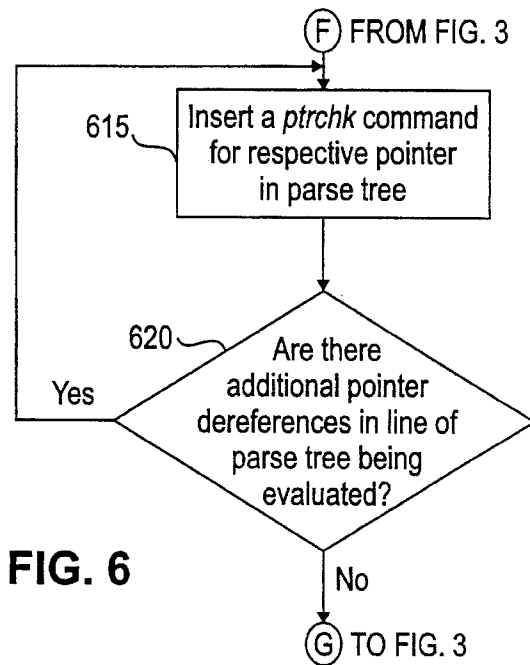 F FROM FIG. 3
615
Insert a ptrchk command
for respective pointer
in parse tree
620
Are there
additional pointer
dereferences in line of
parse tree being
evaluated?
Yes
FIG. 6
No
G TO FIG. 3